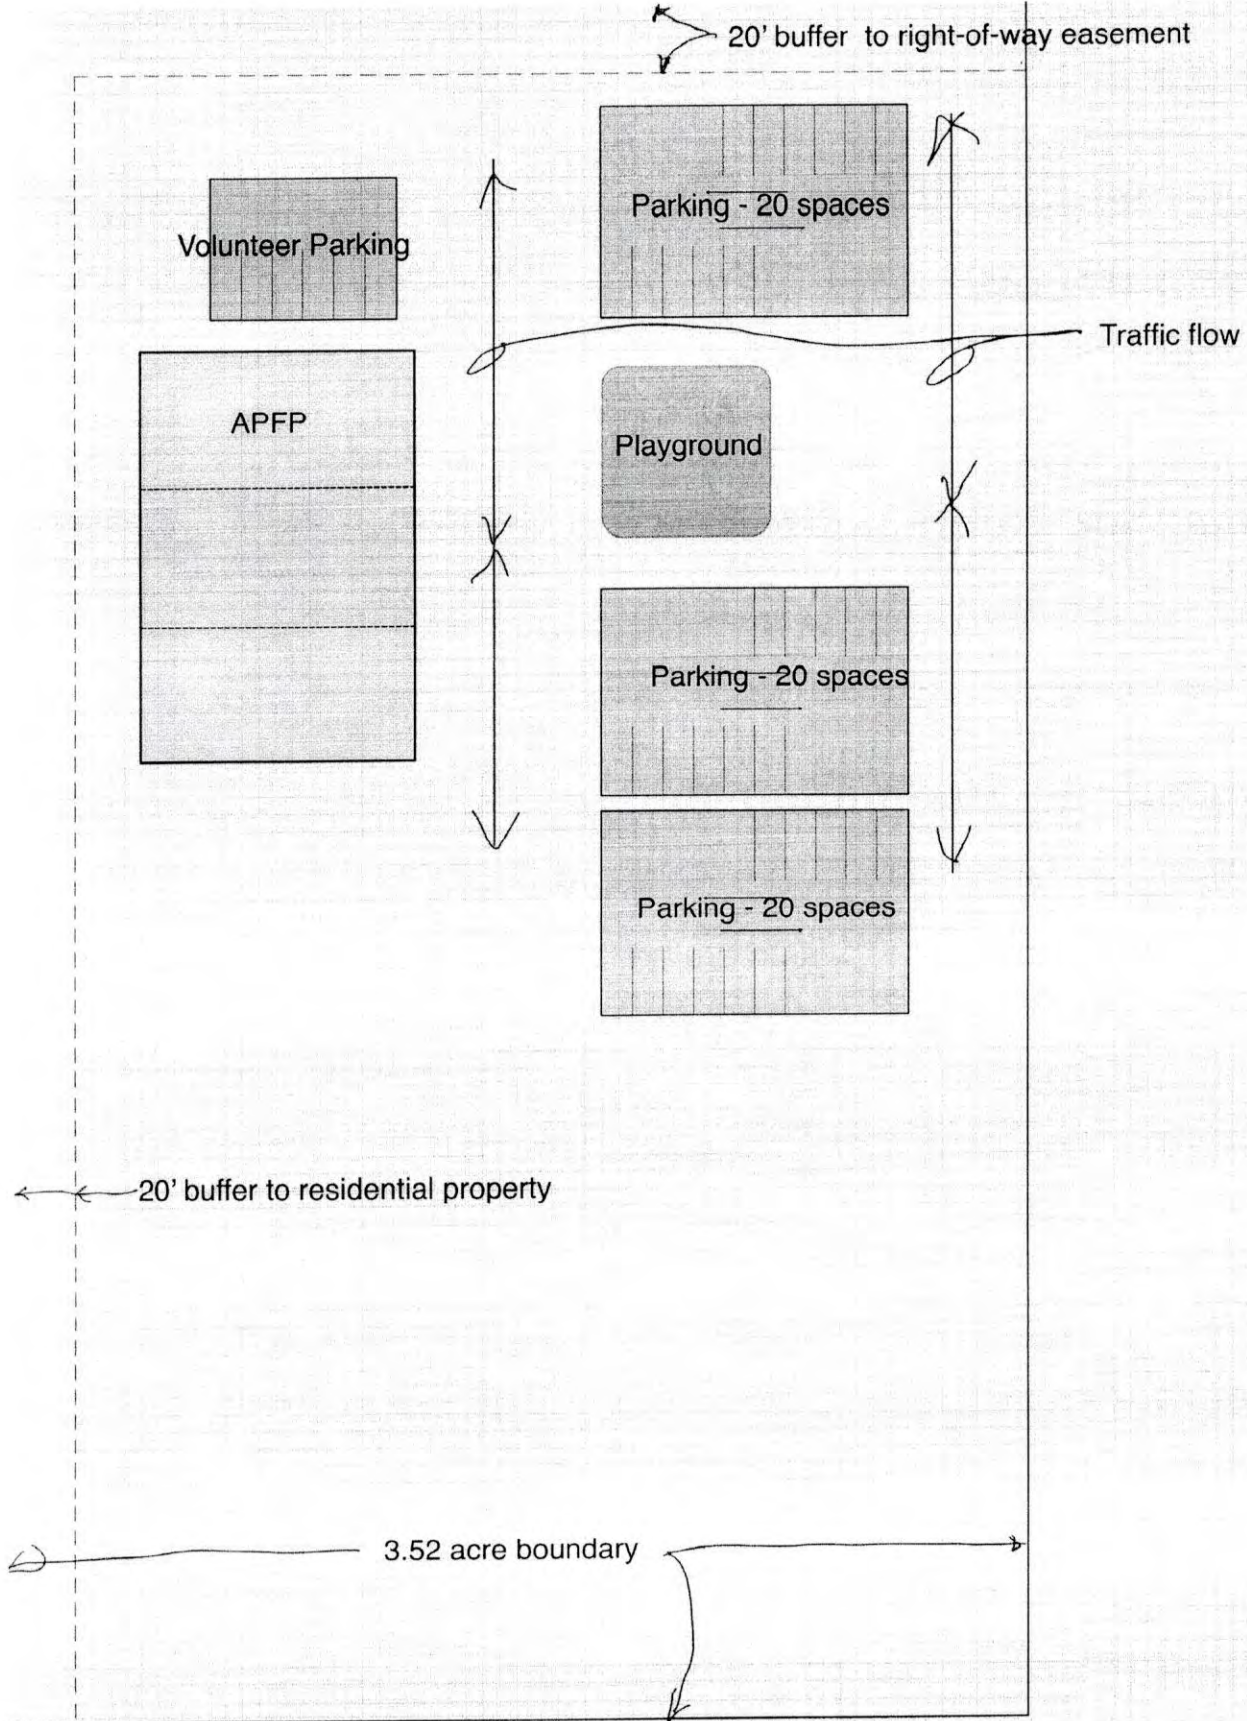 20' buffer to right-of-way easement
Parking - 20 spaces
Volunteer Parking
Traffic flow
APFP
Playground
Parking - 20 spaces
Parking - 20 spaces
20' buffer to residential property
3.52 acre boundary